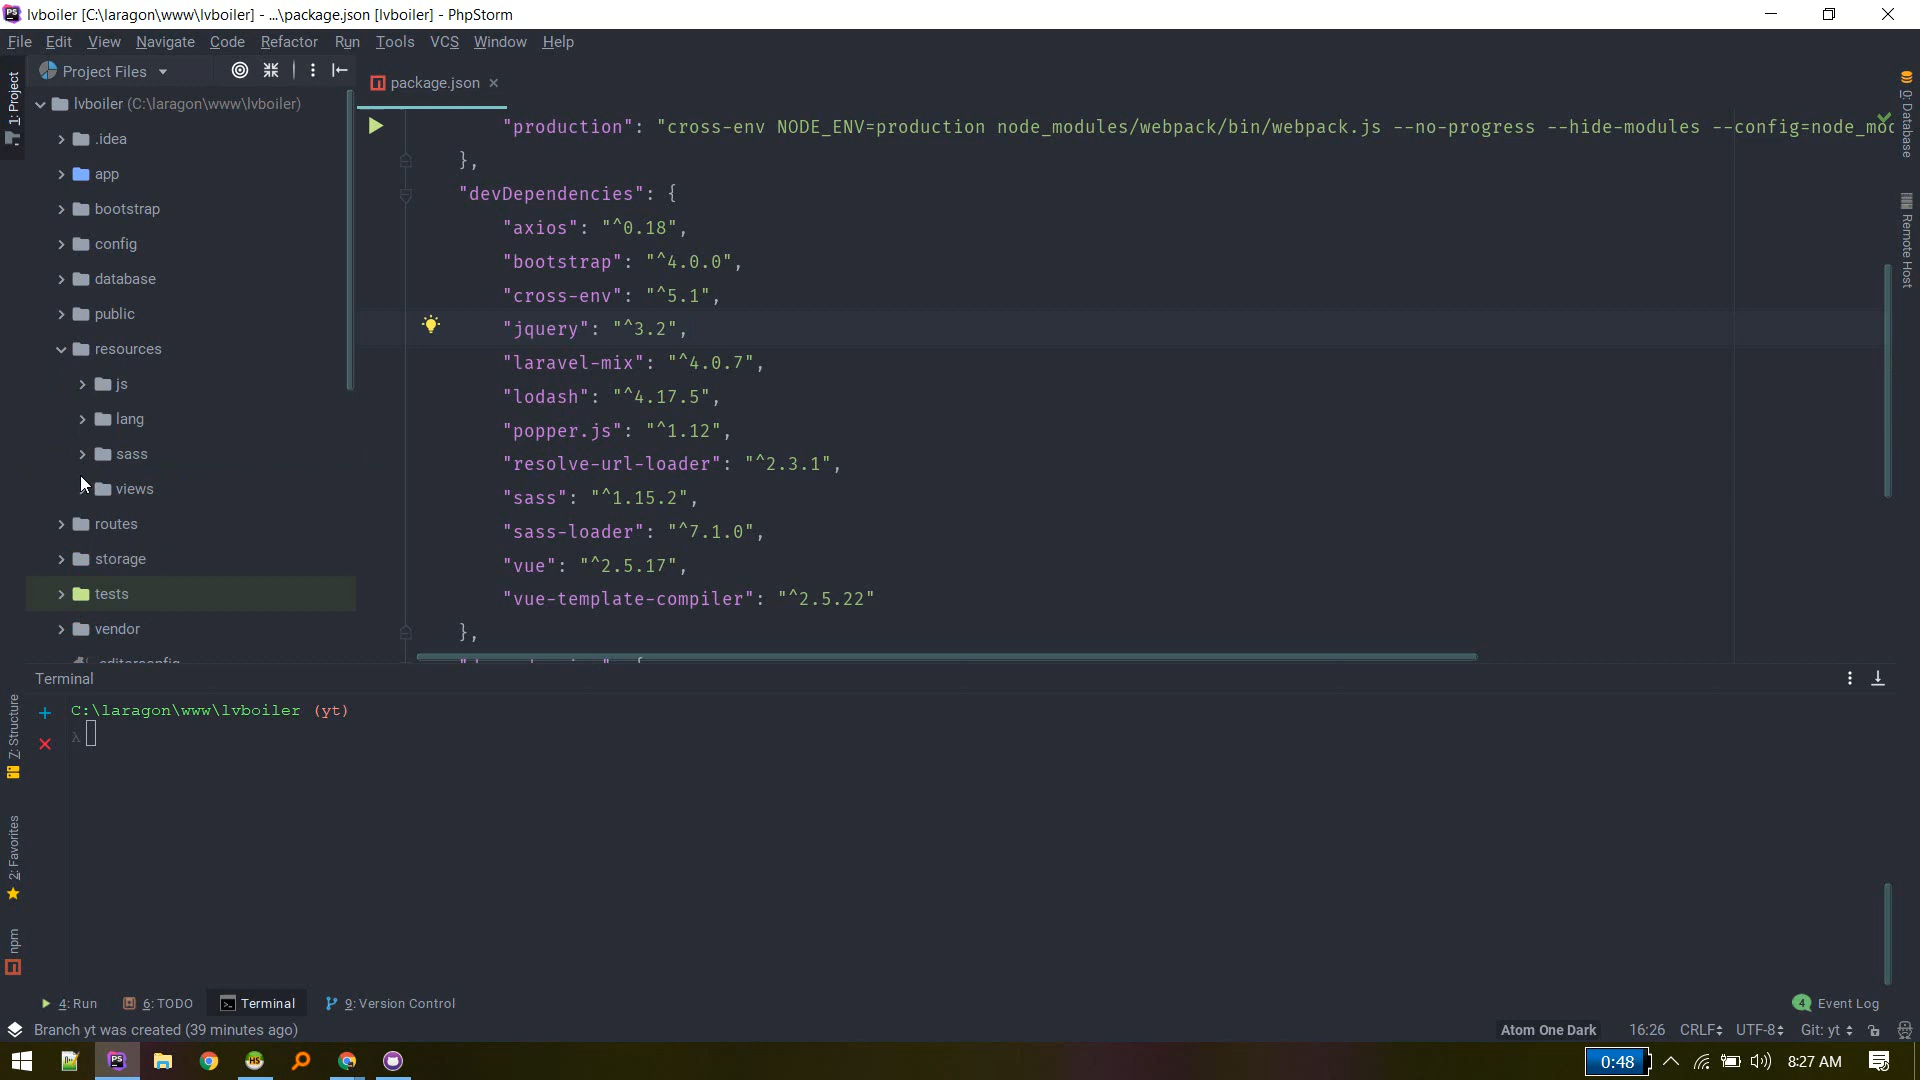 lvboiler [C:\laragon\www\lvboiler] - ...\package.json [lvboiler] - PhpStorm
File Edit View Navigate Code Refactor Run Tools VCS Window Help
Project Files
package.json
1: Project
lvboiler (C:\laragon\www\lvboiler)
.idea
app
bootstrap
config
database
public
resources
js
lang
sass
views
routes
storage
tests
vendor
.editorconfig
"production": "cross-env NODE_ENV=production node_modules/webpack/bin/webpack.js --no-progress --hide-modules --config=node_mod
},
"devDependencies": {
"axios": "^0.18",
"bootstrap": "^4.0.0",
"cross-env": "^5.1",
"jquery": "^3.2",
"laravel-mix": "^4.0.7",
"lodash": "^4.17.5",
"popper.js": "^1.12",
"resolve-url-loader": "^2.3.1",
"sass": "^1.15.2",
"sass-loader": "^7.1.0",
"vue": "^2.5.17",
"vue-template-compiler": "^2.5.22"
},
0: Database
Remote Host
Terminal
C:\laragon\www\lvboiler (yt)
λ
7: Structure
2: Favorites
npm
4: Run 6: TODO Terminal 9: Version Control
4 Event Log
Branch yt was created (39 minutes ago)
Atom One Dark 16:26 CRLF UTF-8 Git: yt
0:48 8:27 AM